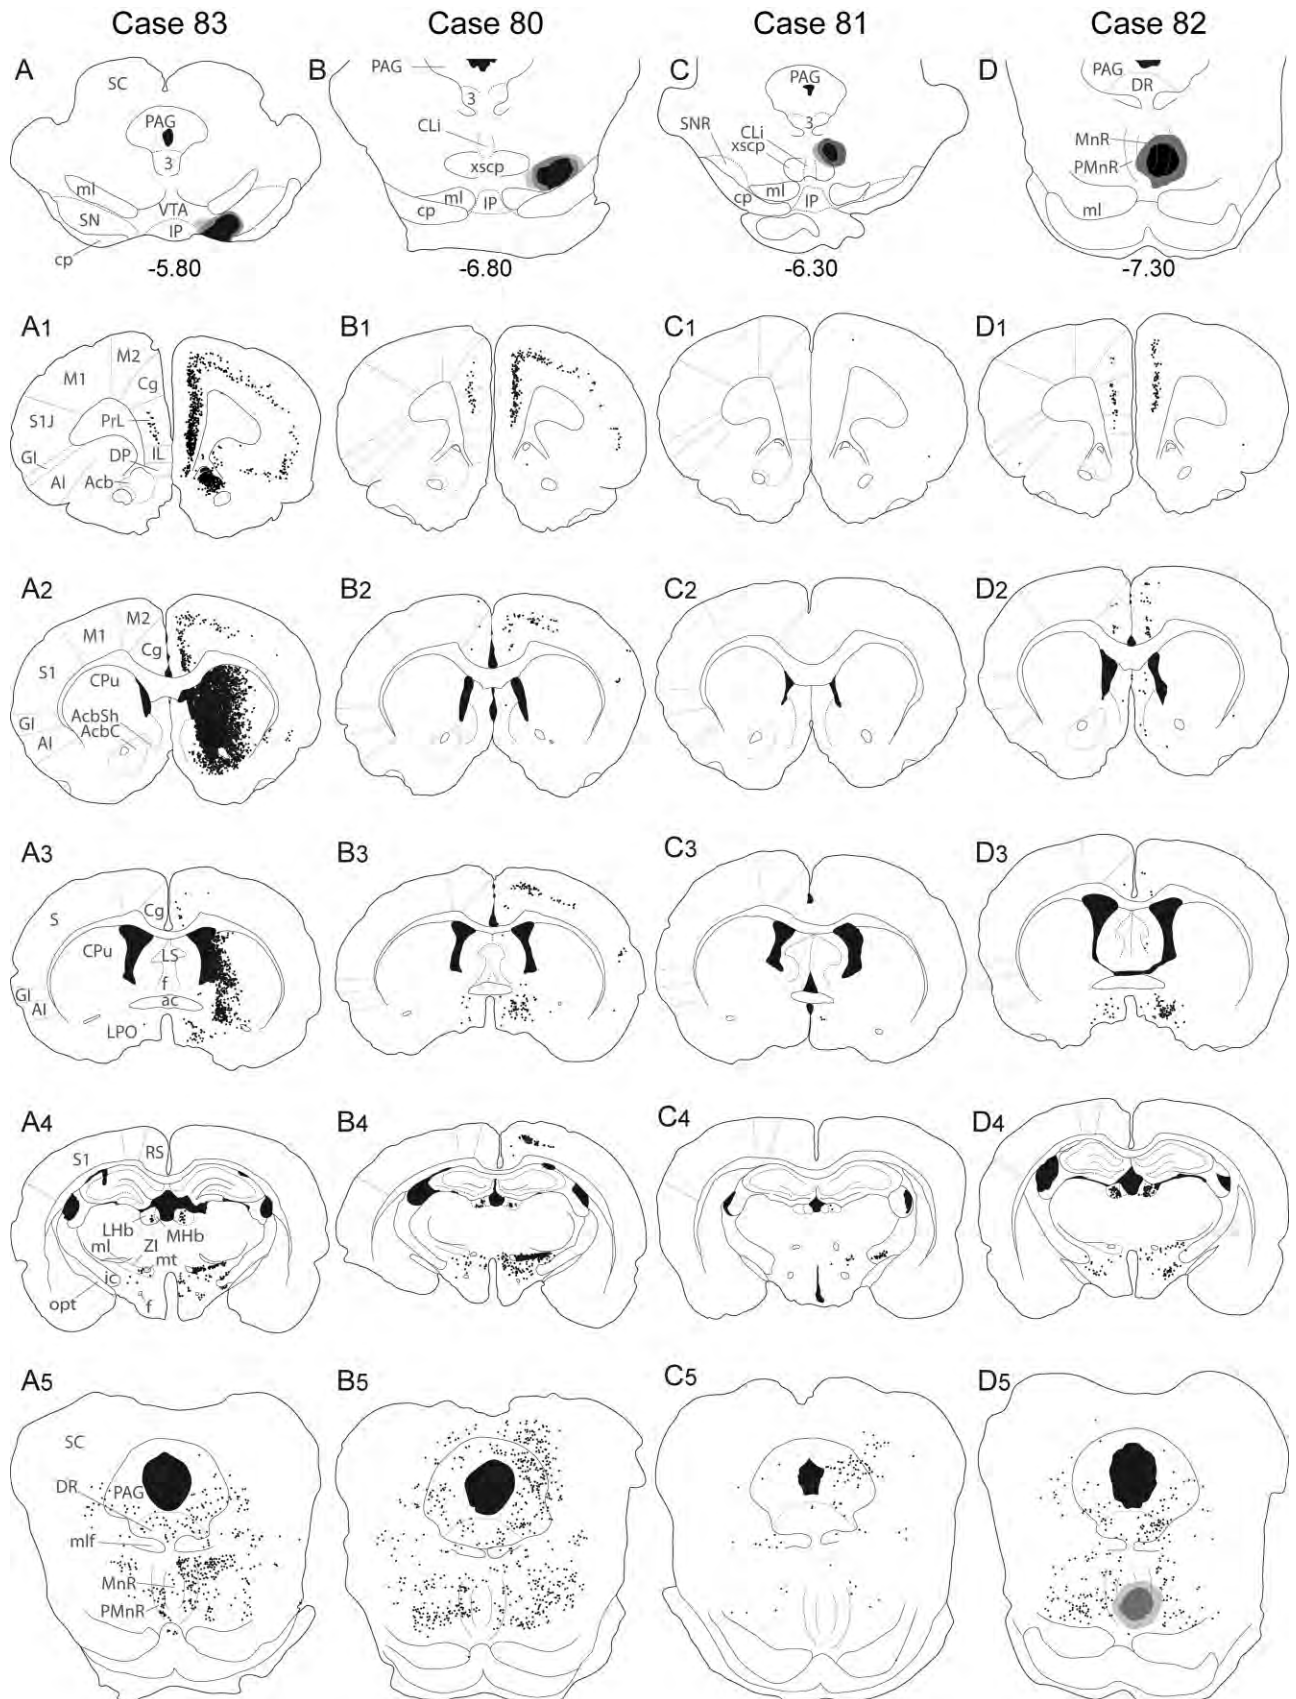 Case 83 Case 80 Case 81 Case 82
A SC PAG 3 ml SN VTA IP cp -5.80
B PAG 3 CLi xscp ml IP cp -6.80
C PAG 3 SNR CLi xscp ml cp IP -6.30
D PAG DR MnR PMnR ml -7.30
A1 M2 M1 Cg S1J PrL GI DP IL AI Acb
B1
C1
D1
A2 M2 M1 Cg S1 CPu AcbSh GI AcbC AI
B2
C2
D2
A3 Cg S CPu LS f GI ac AI LPO
B3
C3
D3
A4 RS S1 LHb MHb ml ZI mt ic opt f
B4
C4
D4
A5 SC DR PAG mlf MnR PMnR
B5
C5
D5